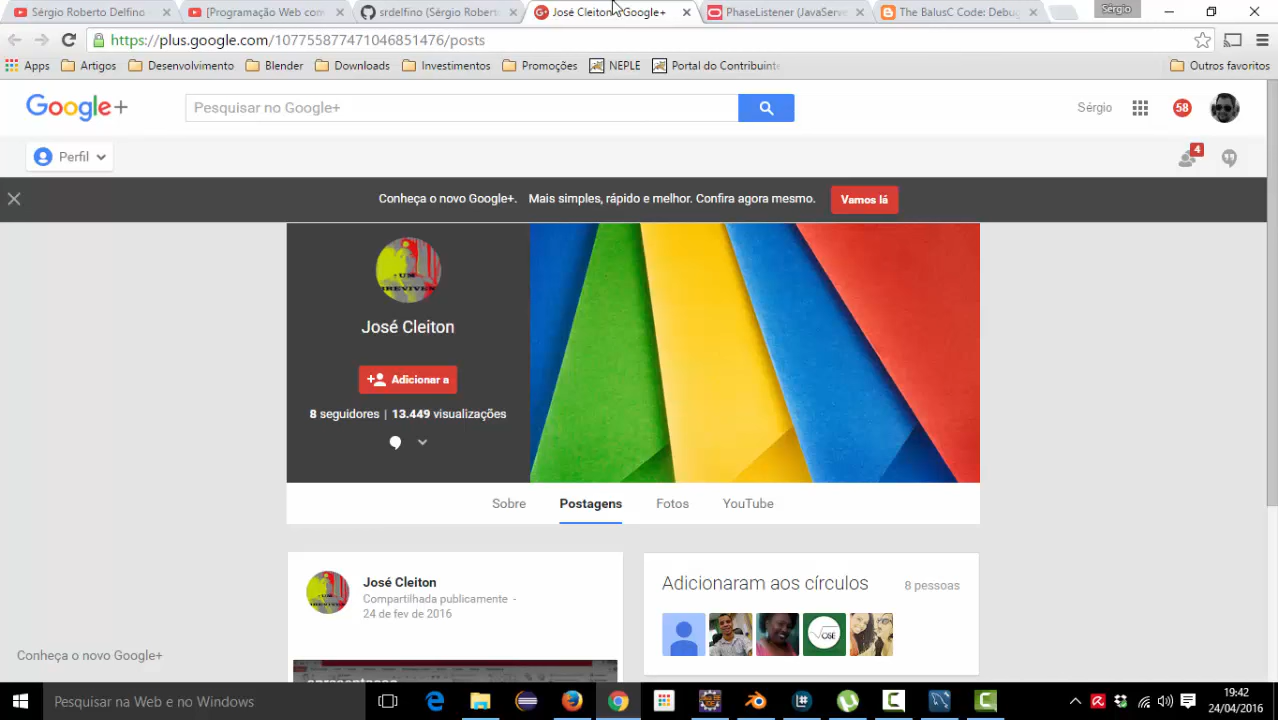 Sérgio Roberto Delfino
[Programação Web com
srdelfino (Sérgio Robert
José Cleiton - Google+
PhaseListener (JavaServe
The BalusC Code: Debug
Sérgio
https://plus.google.com/107755877471046851476/posts
Apps
Artigos
Desenvolvimento
Blender
Downloads
Investimentos
Promoções
NEPLE
Portal do Contribuinte
Outros favoritos
Google+
Pesquisar no Google+
Sérgio
58
Perfil
4
Conheça o novo Google+. Mais simples, rápido e melhor. Confira agora mesmo.
Vamos lá
UM
José Cleiton
Adicionar a
8 seguidores | 13.449 visualizações
Sobre
Postagens
Fotos
YouTube
José Cleiton
Compartilhada publicamente -
24 de fev de 2016
Adicionaram aos círculos
8 pessoas
Conheça o novo Google+
Pesquisar na Web e no Windows
19:42
24/04/2016